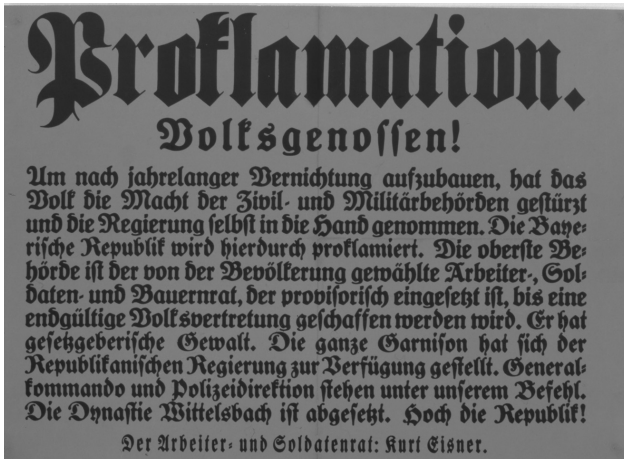 Proklamation.
Volksgenossen!
Um nach jahrelanger Vernichtung aufzubauen, hat das
Volk die Macht der Zivil- und Militärbehörden gestürzt
und die Regierung selbst in die Hand genommen. Die Baye-
rische Republik wird hierdurch proklamiert. Die oberste Be-
hörde ist der von der Bevölkerung gewählte Arbeiter-, Sol-
daten- und Bauernrat, der provisorisch eingesetzt ist, bis eine
endgültige Volksvertretung geschaffen werden wird. Er hat
gesetzgeberische Gewalt. Die ganze Garnison hat sich der
Republikanischen Regierung zur Verfügung gestellt. General-
kommando und Polizeidirektion stehen unter unserem Befehl.
Die Dynastie Wittelsbach ist abgesetzt. Hoch die Republik!
Der Arbeiter- und Soldatenrat: Kurt Eisner.